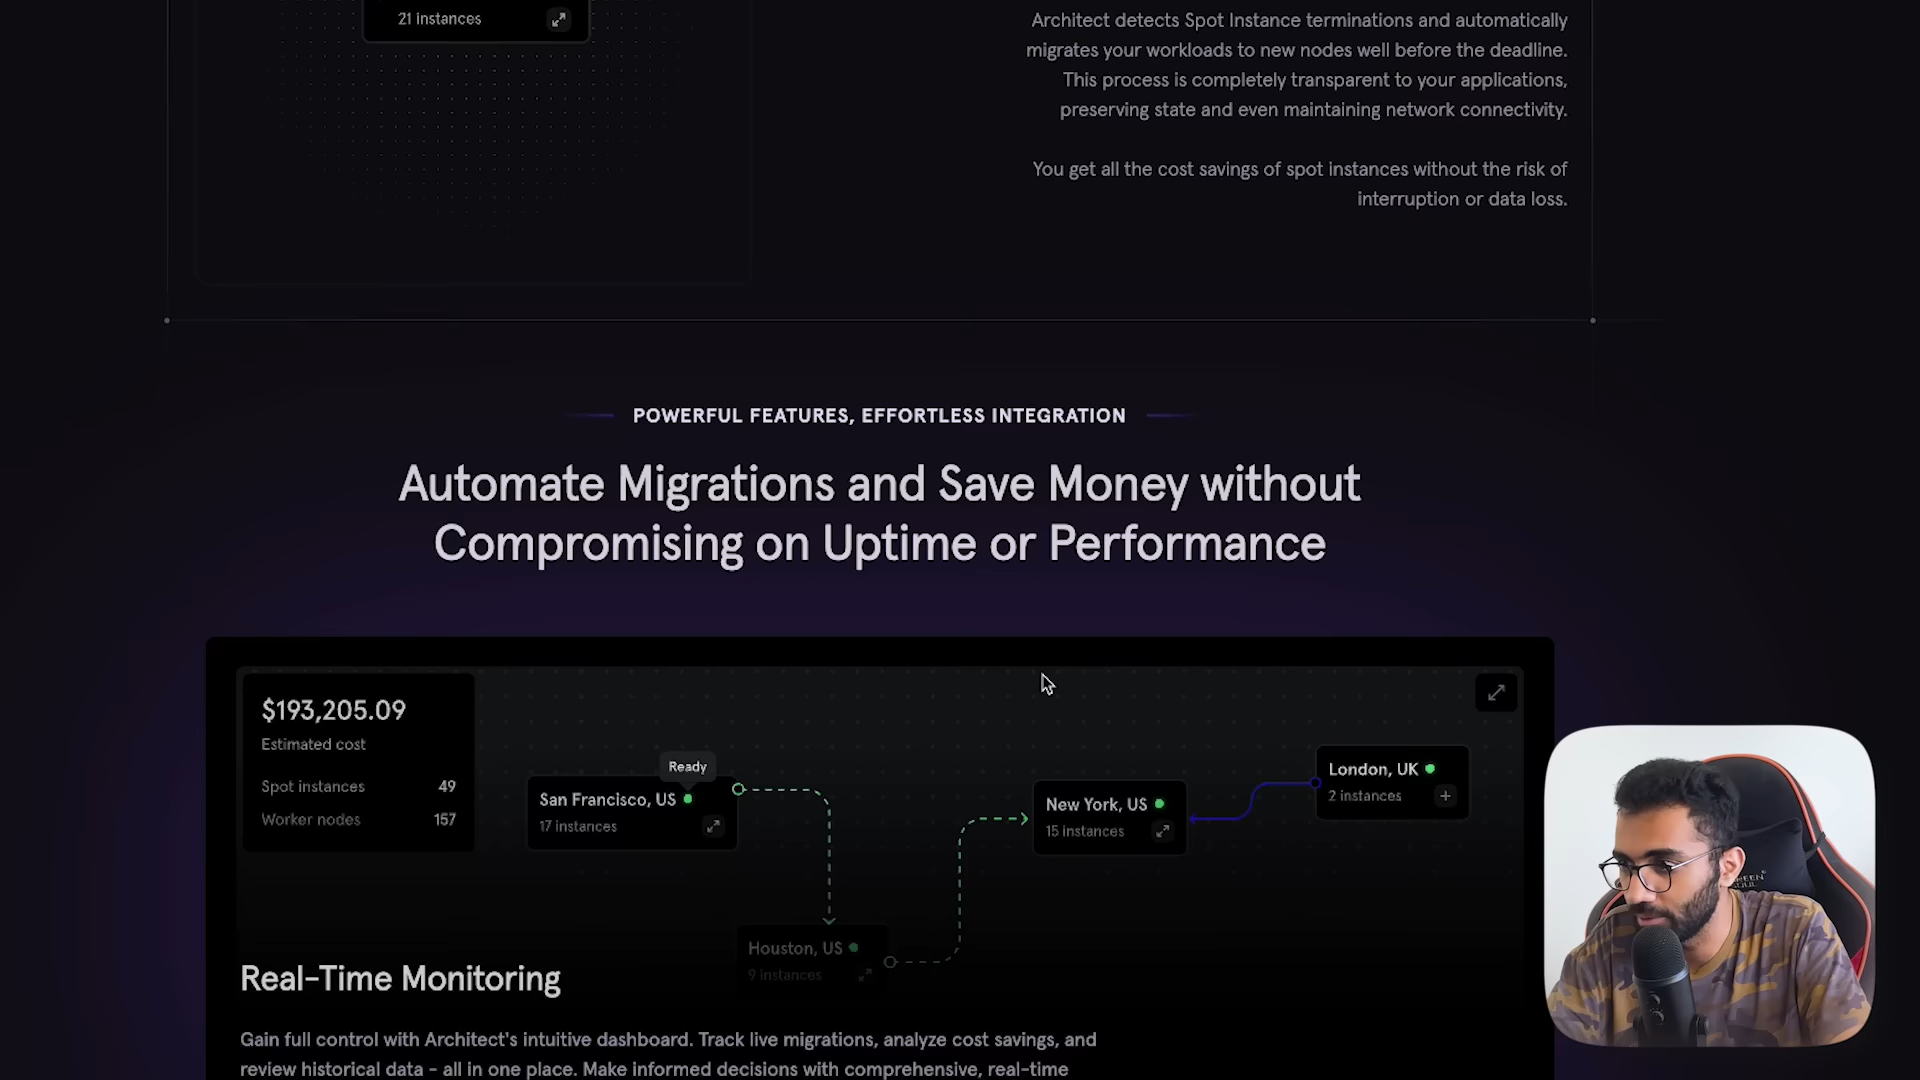 21 instances
Architect detects Spot Instance terminations and automatically
migrates your workloads to new nodes well before the deadline.
This process is completely transparent to your applications,
preserving state and even maintaining network connectivity.
You get all the cost savings of spot instances without the risk of
interruption or data loss.
POWERFUL FEATURES, EFFORTLESS INTEGRATION
Automate Migrations and Save Money without
Compromising on Uptime or Performance
$193,205.09
Estimated cost
Spot instances 49
Worker nodes 157
Ready
San Francisco, US
17 instances
New York, US
15 instances
London, UK
2 instances
Houston, US
9 instances
Real-Time Monitoring
Gain full control with Architect's intuitive dashboard. Track live migrations, analyze cost savings, and
review historical data - all in one place. Make informed decisions with comprehensive, real-time